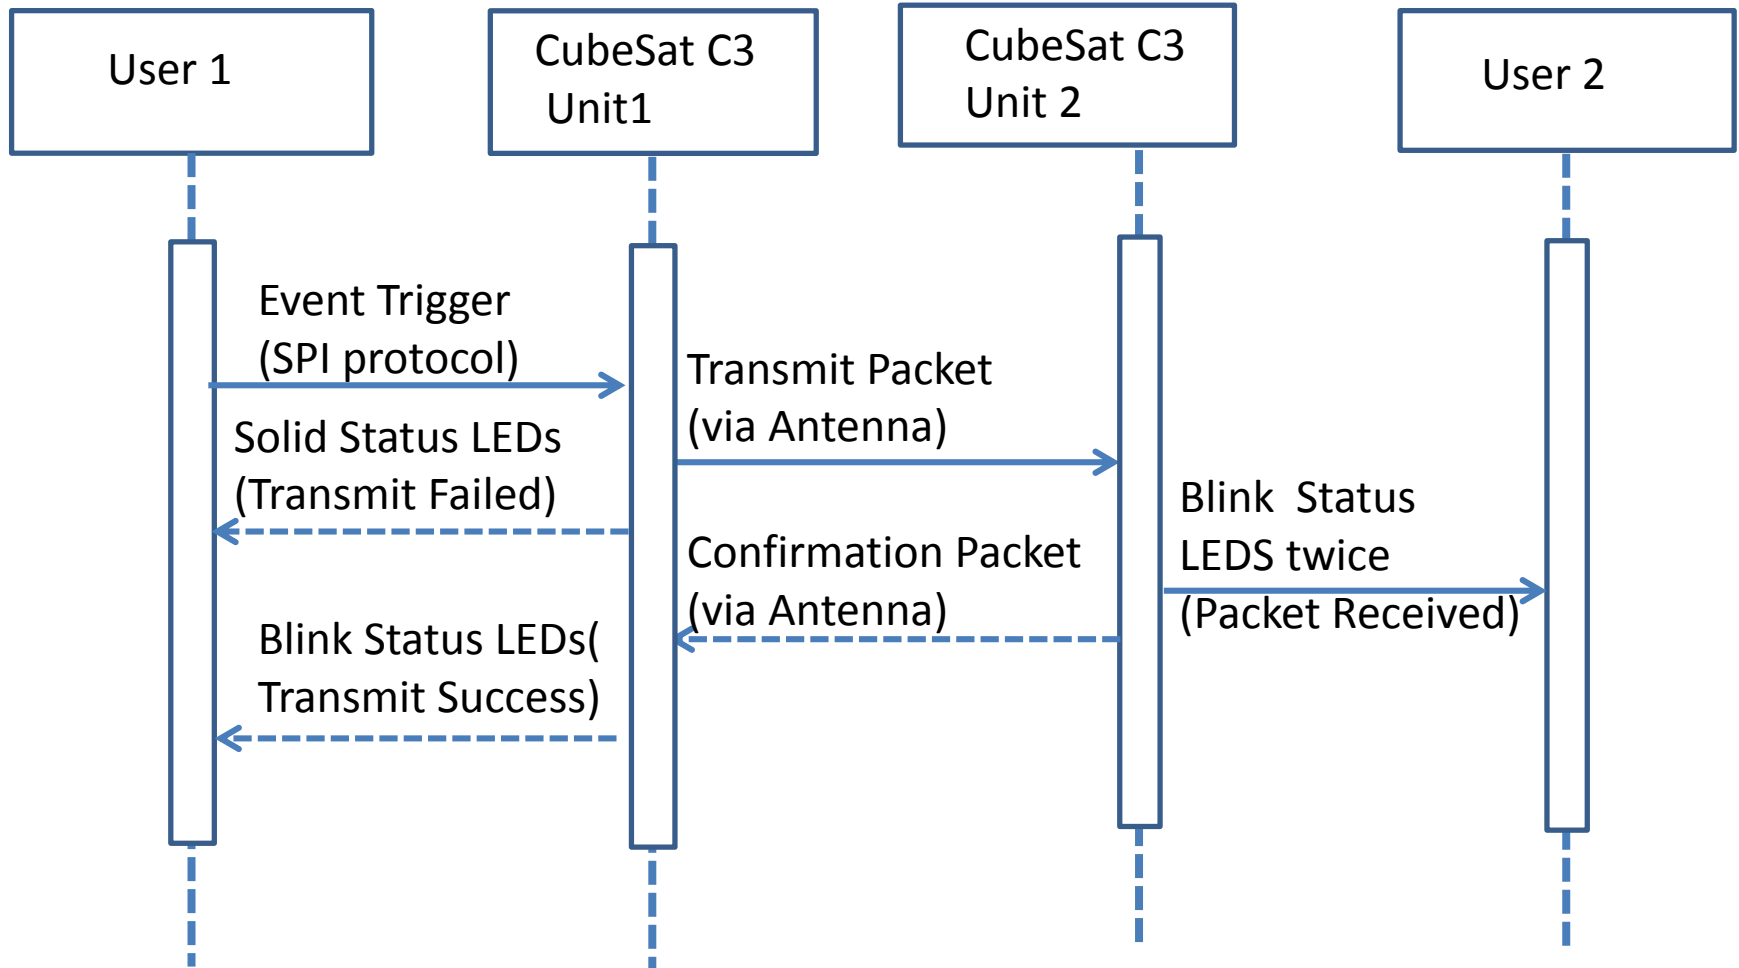 User 1
CubeSat C3
Unit1
CubeSat C3
Unit 2
User 2
Event Trigger
(SPI protocol)
Transmit Packet
(via Antenna)
Solid Status LEDs
(Transmit Failed)
Blink  Status
LEDS twice
(Packet Received)
Confirmation Packet
(via Antenna)
Blink Status LEDs(
Transmit Success)